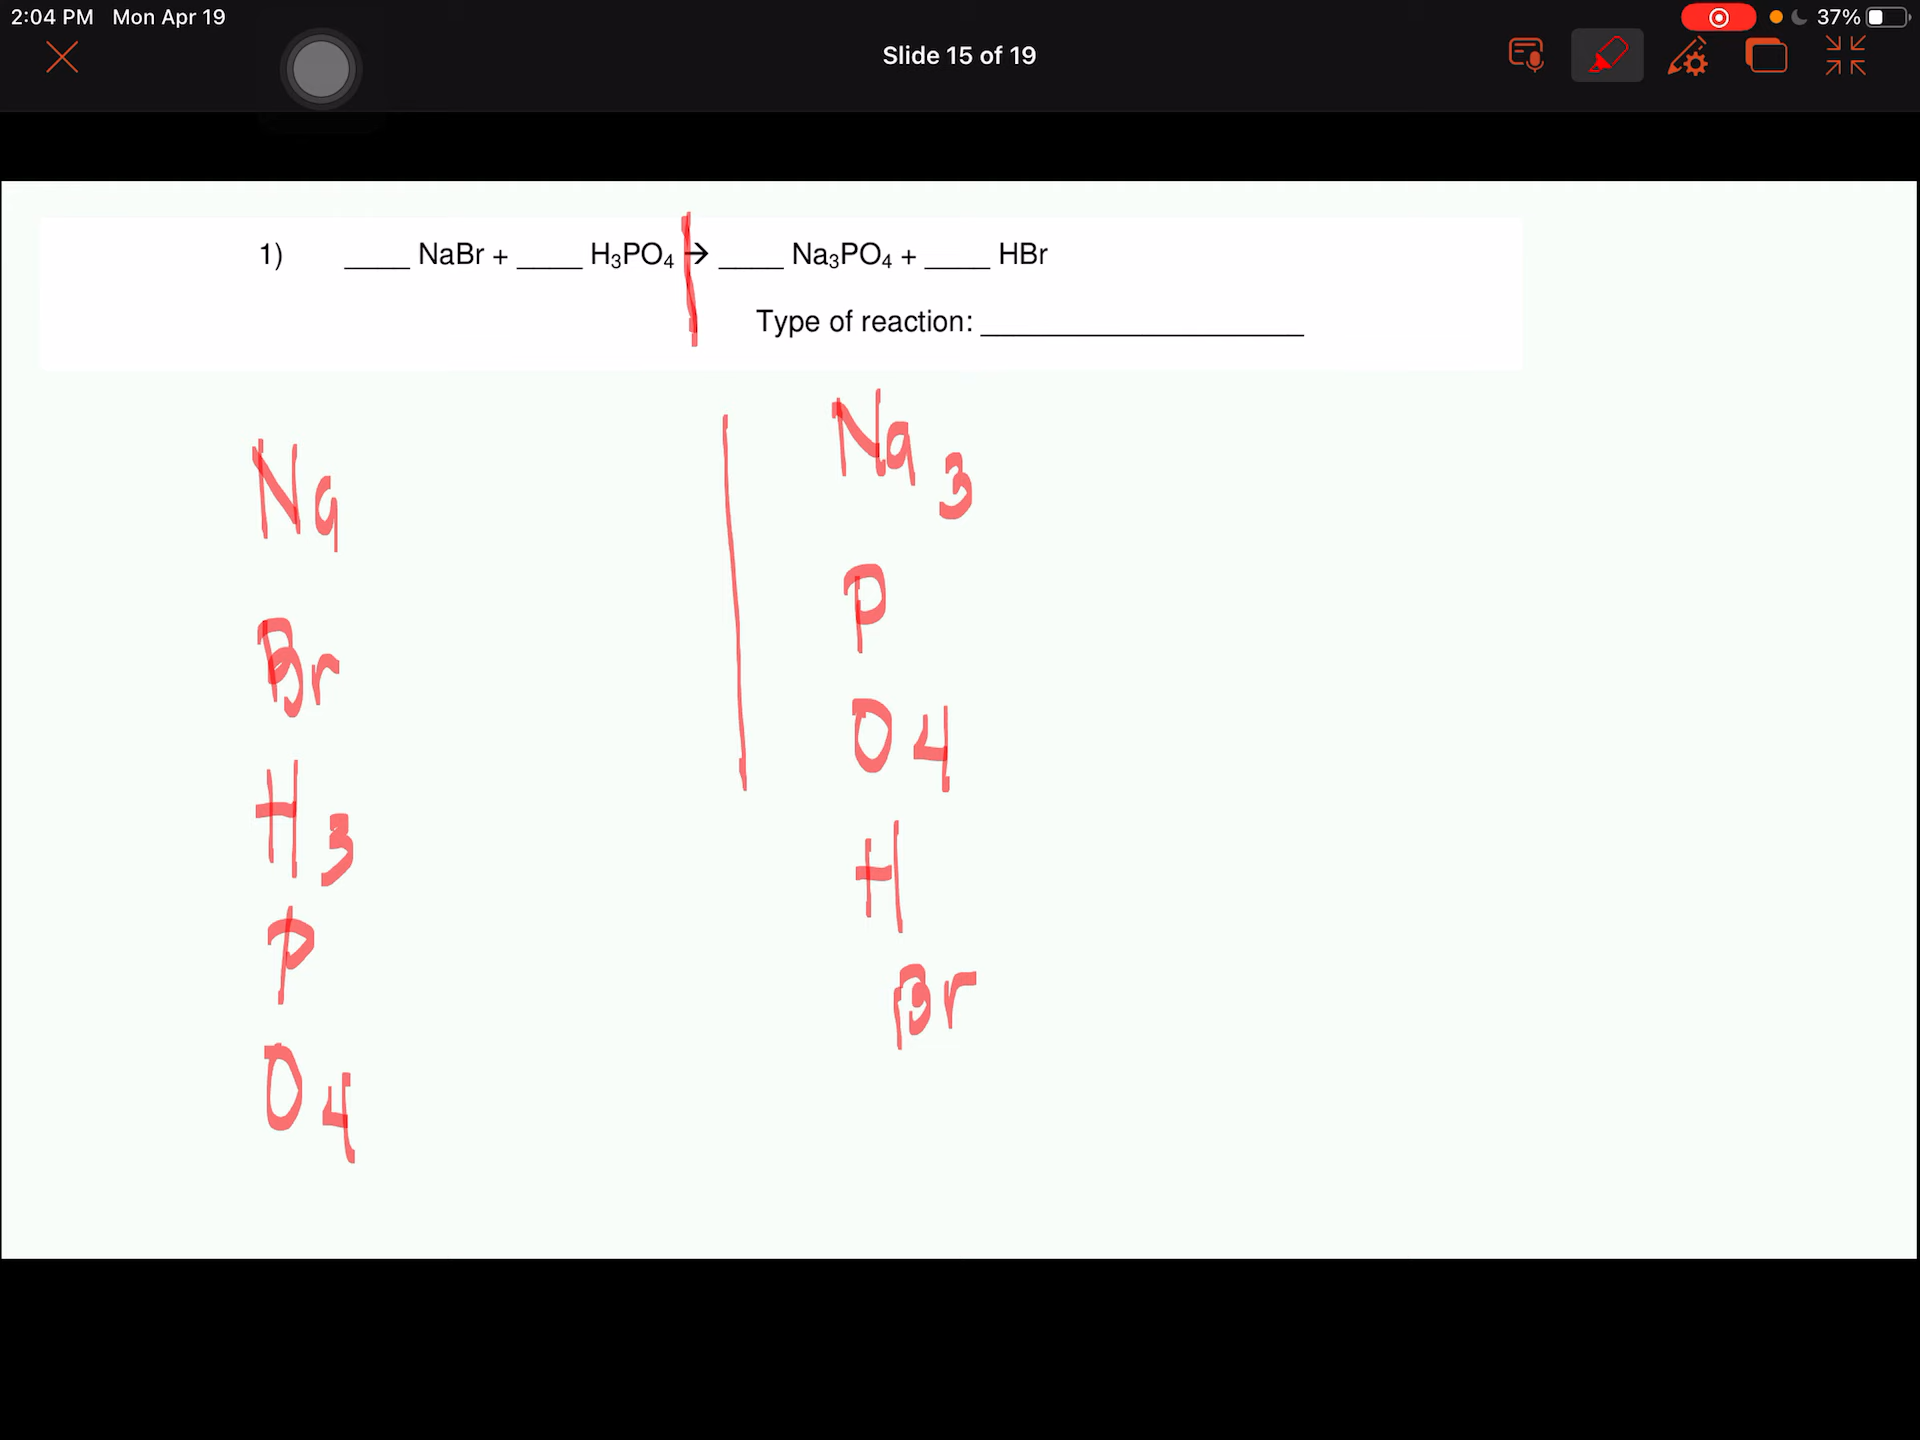 2:04 PM Mon Apr 19
37%
Slide 15 of 19
1) ____ NaBr + ____ H₃PO₄ → ____ Na₃PO₄ + ____ HBr
Type of reaction: ____________________
Na
Br
H 3
P
O 4
Na 3
P
O 4
H
Br